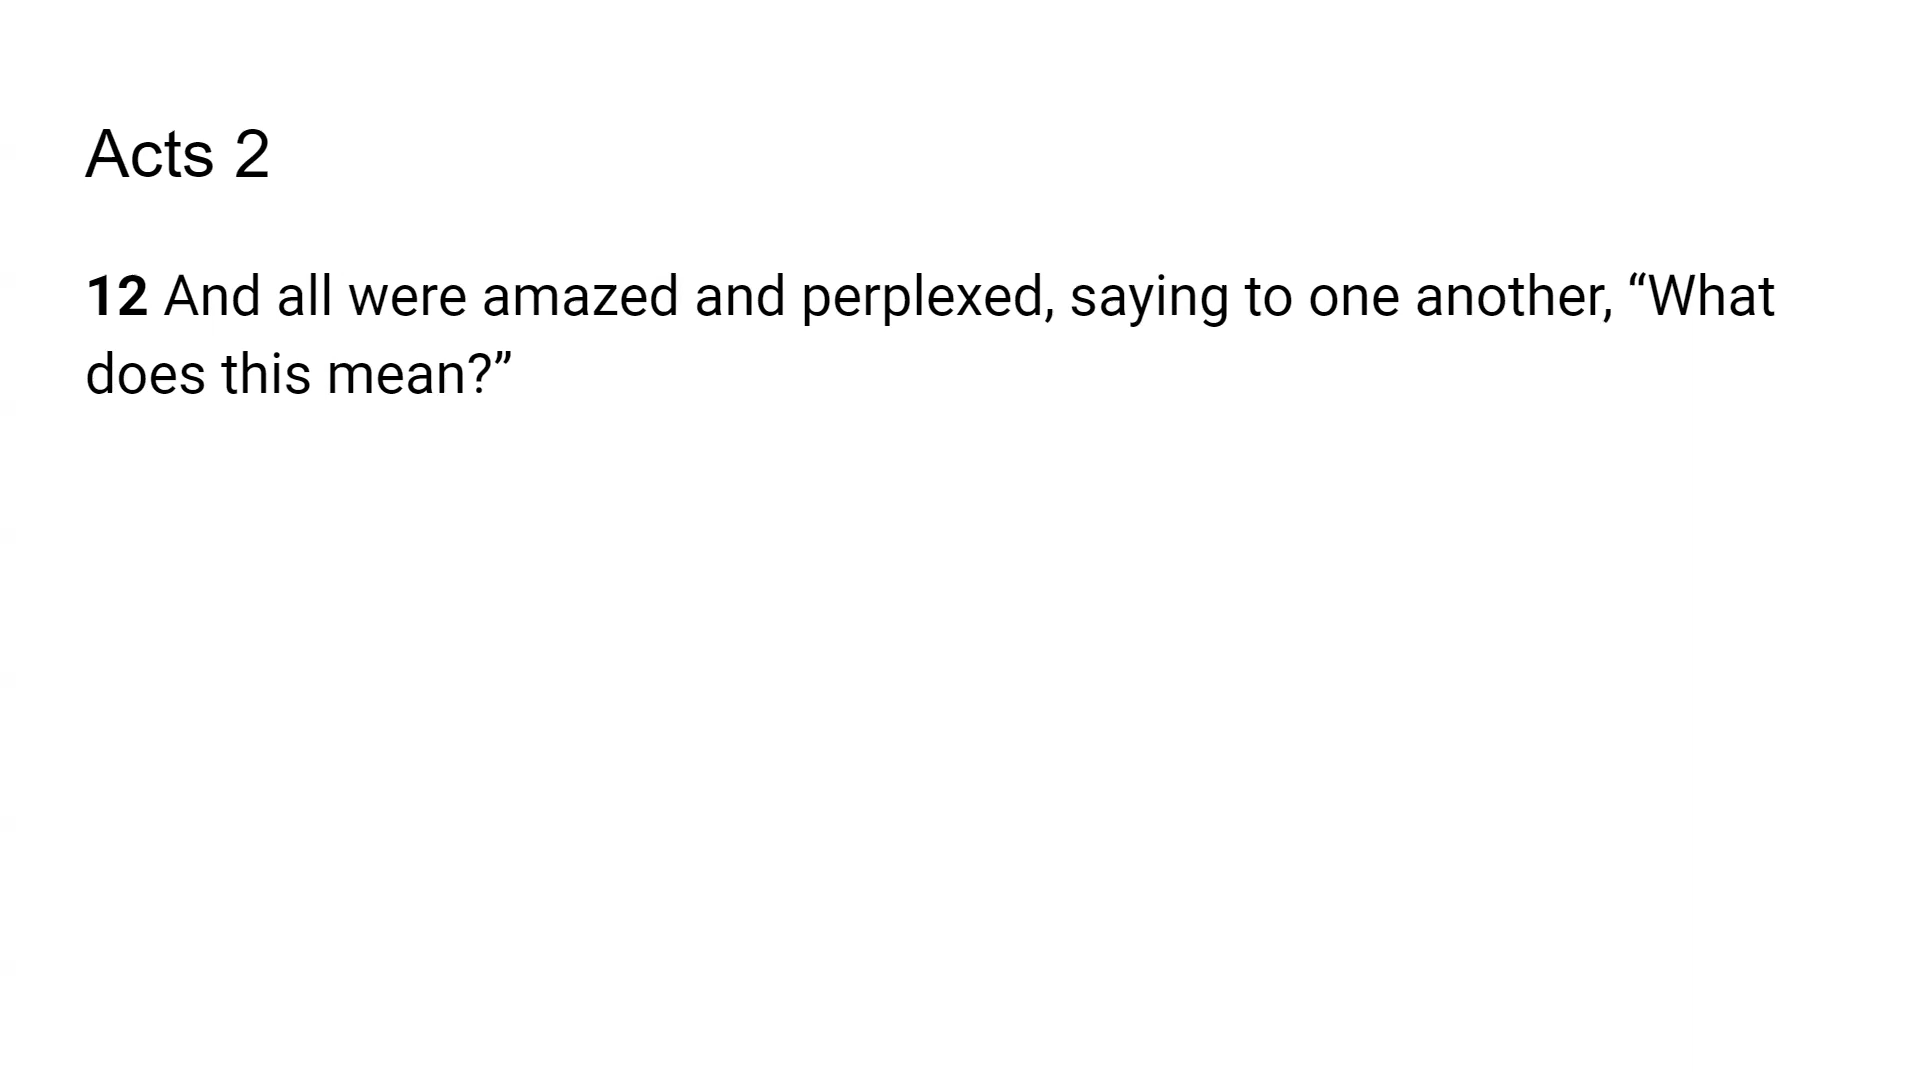 Acts 2
12 And all were amazed and perplexed, saying to one another, “What
does this mean?”